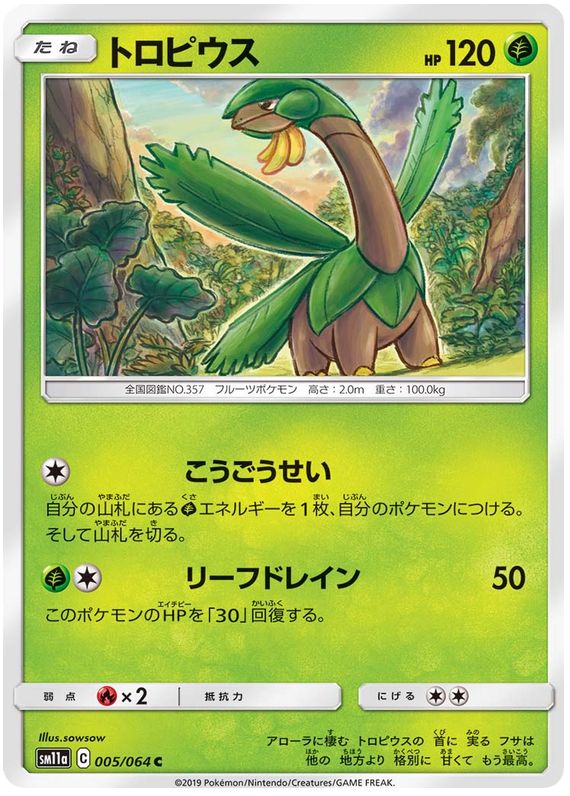 たね トロピウス HP 120
全国図鑑NO.357 フルーツポケモン 高さ:2.0m 重さ:100.0kg
こうごうせい
自分の山札にあるエネルギーを1枚、自分のポケモンにつける。
そして山札を切る。
リーフドレイン 50
このポケモンのHPを「30」回復する。
弱点 ×2 抵抗力 にげる
Illus.sowsow
sm11a C 005/064 C
アローラに棲む トロピウスの 首に 実る フサは
他の 地方より 格別に 甘くて もう最高。
©2019 Pokémon/Nintendo/Creatures/GAME FREAK.